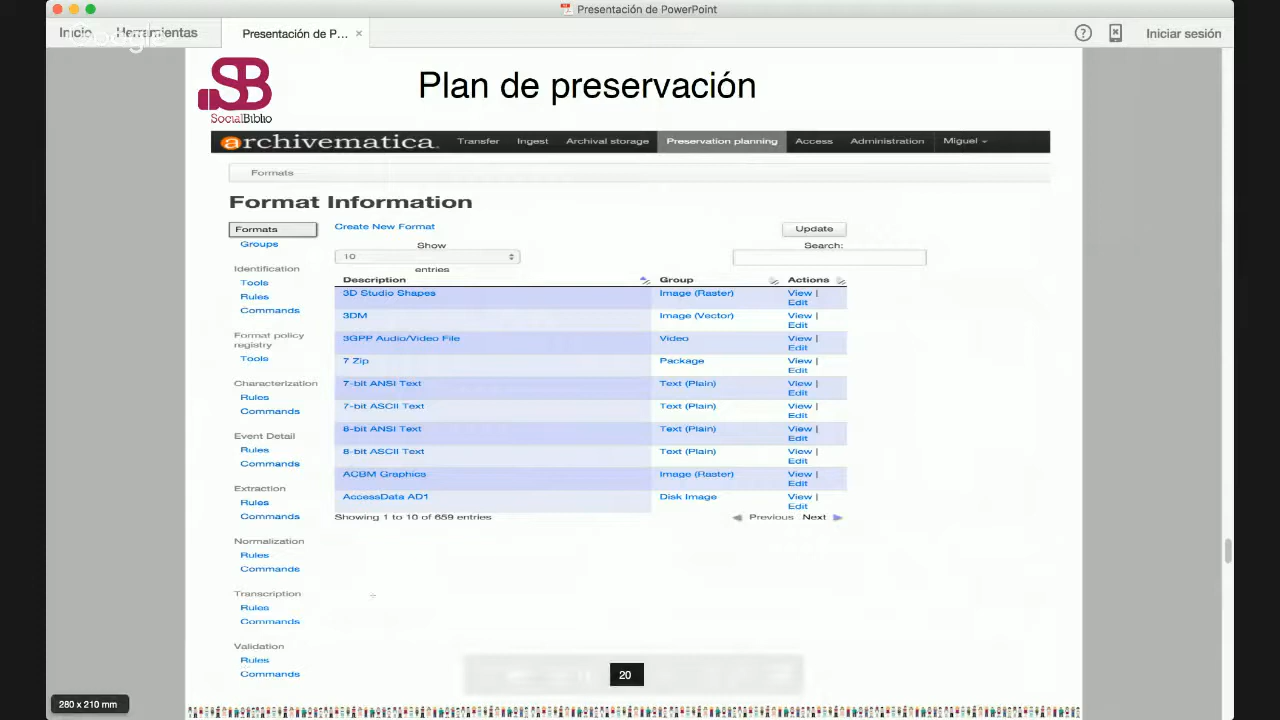 Presentación de PowerPoint
Inicio Herramientas Presentación de P... × Iniciar sesión
Google
SB
SocialBiblio
Plan de preservación
archivematica Transfer Ingest Archival storage Preservation planning Access Administration Miguel
Formats
Format Information
Formats Create New Format Update
Groups Show Search:
10
entries
Identification
Tools
Rules
Commands
Format policy
registry
Tools
Characterization
Rules
Commands
Event Detail
Rules
Commands
Extraction
Rules
Commands
Normalization
Rules
Commands
Transcription
Rules
Commands
Validation
Rules
Commands
Description Group Actions
3D Studio Shapes Image (Raster) View |
Edit
3DM Image (Vector) View |
Edit
3GPP Audio/Video File Video View |
Edit
7 Zip Package View |
Edit
7-bit ANSI Text Text (Plain) View |
Edit
7-bit ASCII Text Text (Plain) View |
Edit
8-bit ANSI Text Text (Plain) View |
Edit
8-bit ASCII Text Text (Plain) View |
Edit
ACBM Graphics Image (Raster) View |
Edit
AccessData AD1 Disk Image View |
Edit
Showing 1 to 10 of 659 entries Previous Next
20
280 x 210 mm